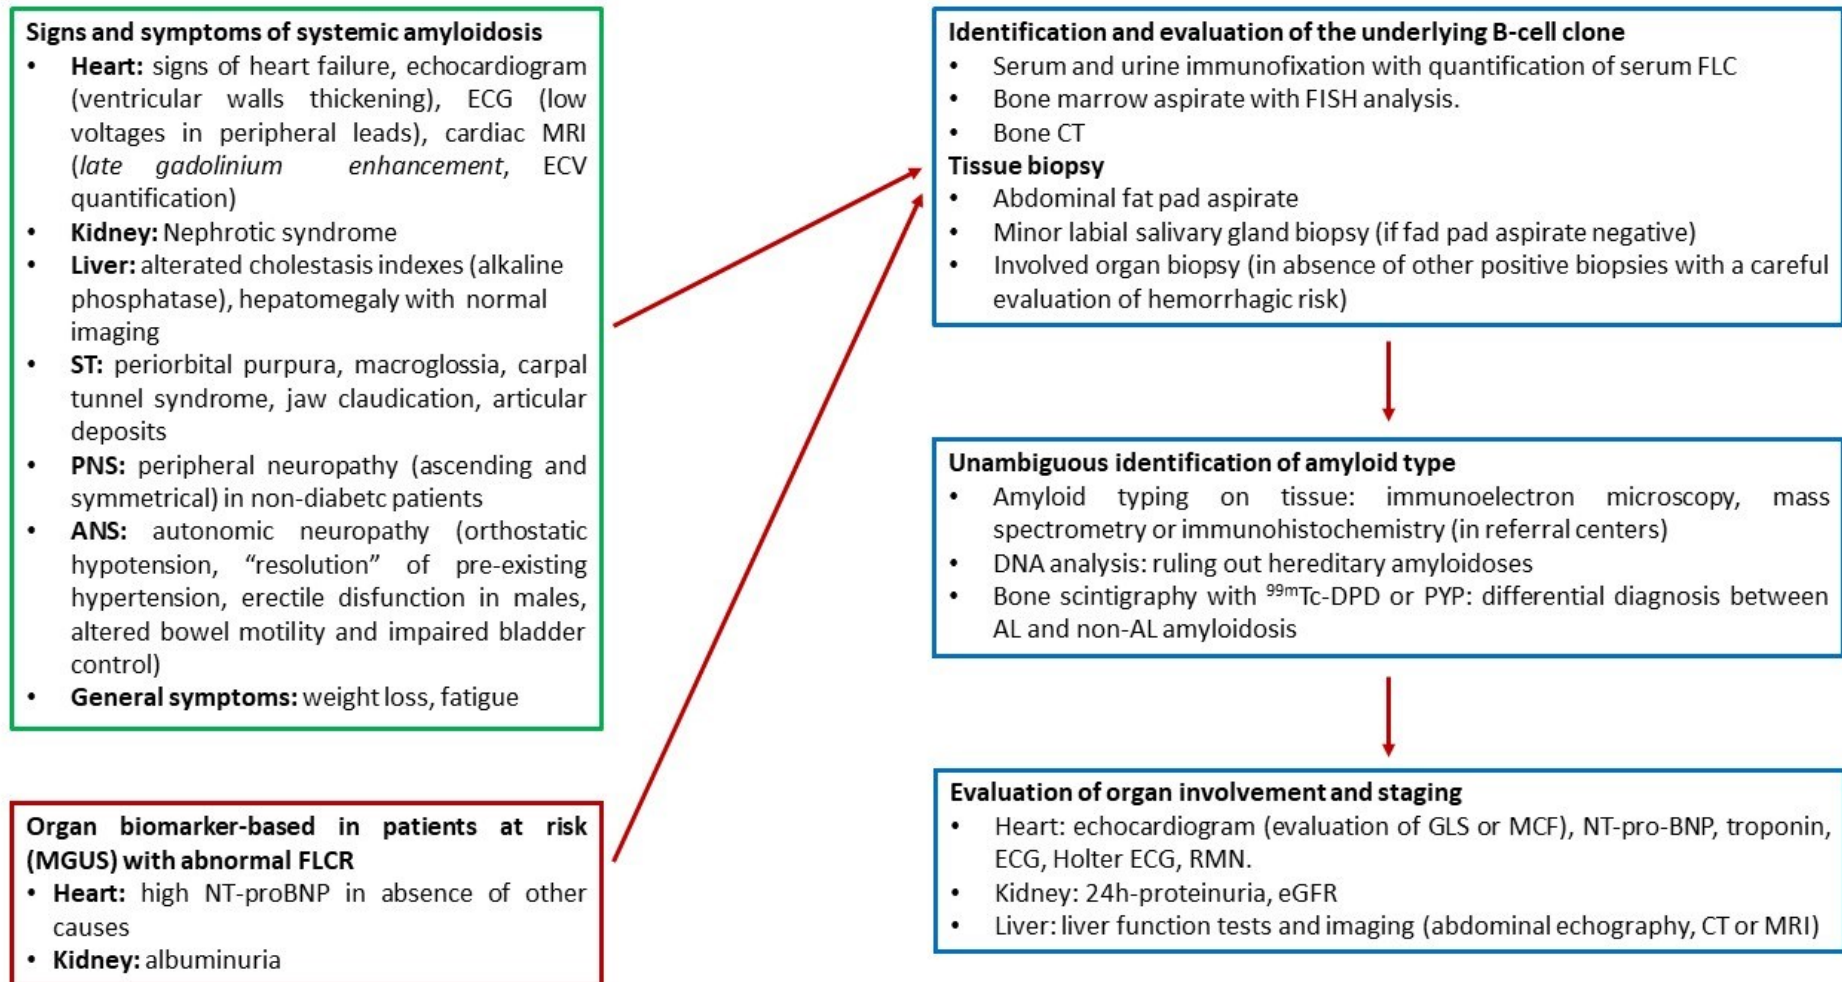 Signs and symptoms of systemic amyloidosis
• Heart: signs of heart failure, echocardiogram
(ventricular walls thickening), ECG (low
voltages in peripheral leads), cardiac MRI
(late gadolinium enhancement, ECV
quantification)
• Kidney: Nephrotic syndrome
• Liver: alterated cholestasis indexes (alkaline
phosphatase), hepatomegaly with normal
imaging
• ST: periorbital purpura, macroglossia, carpal
tunnel syndrome, jaw claudication, articular
deposits
• PNS: peripheral neuropathy (ascending and
symmetrical) in non-diabetc patients
• ANS: autonomic neuropathy (orthostatic
hypotension, “resolution” of pre-existing
hypertension, erectile disfunction in males,
altered bowel motility and impaired bladder
control)
• General symptoms: weight loss, fatigue
Organ biomarker-based in patients at risk
(MGUS) with abnormal FLCR
• Heart: high NT-proBNP in absence of other
causes
• Kidney: albuminuria
Identification and evaluation of the underlying B-cell clone
• Serum and urine immunofixation with quantification of serum FLC
• Bone marrow aspirate with FISH analysis.
• Bone CT
Tissue biopsy
• Abdominal fat pad aspirate
• Minor labial salivary gland biopsy (if fad pad aspirate negative)
• Involved organ biopsy (in absence of other positive biopsies with a careful
evaluation of hemorrhagic risk)
Unambiguous identification of amyloid type
• Amyloid typing on tissue: immunoelectron microscopy, mass
spectrometry or immunohistochemistry (in referral centers)
• DNA analysis: ruling out hereditary amyloidoses
• Bone scintigraphy with ⁹⁹ᵐTc-DPD or PYP: differential diagnosis between
AL and non-AL amyloidosis
Evaluation of organ involvement and staging
• Heart: echocardiogram (evaluation of GLS or MCF), NT-pro-BNP, troponin,
ECG, Holter ECG, RMN.
• Kidney: 24h-proteinuria, eGFR
• Liver: liver function tests and imaging (abdominal echography, CT or MRI)